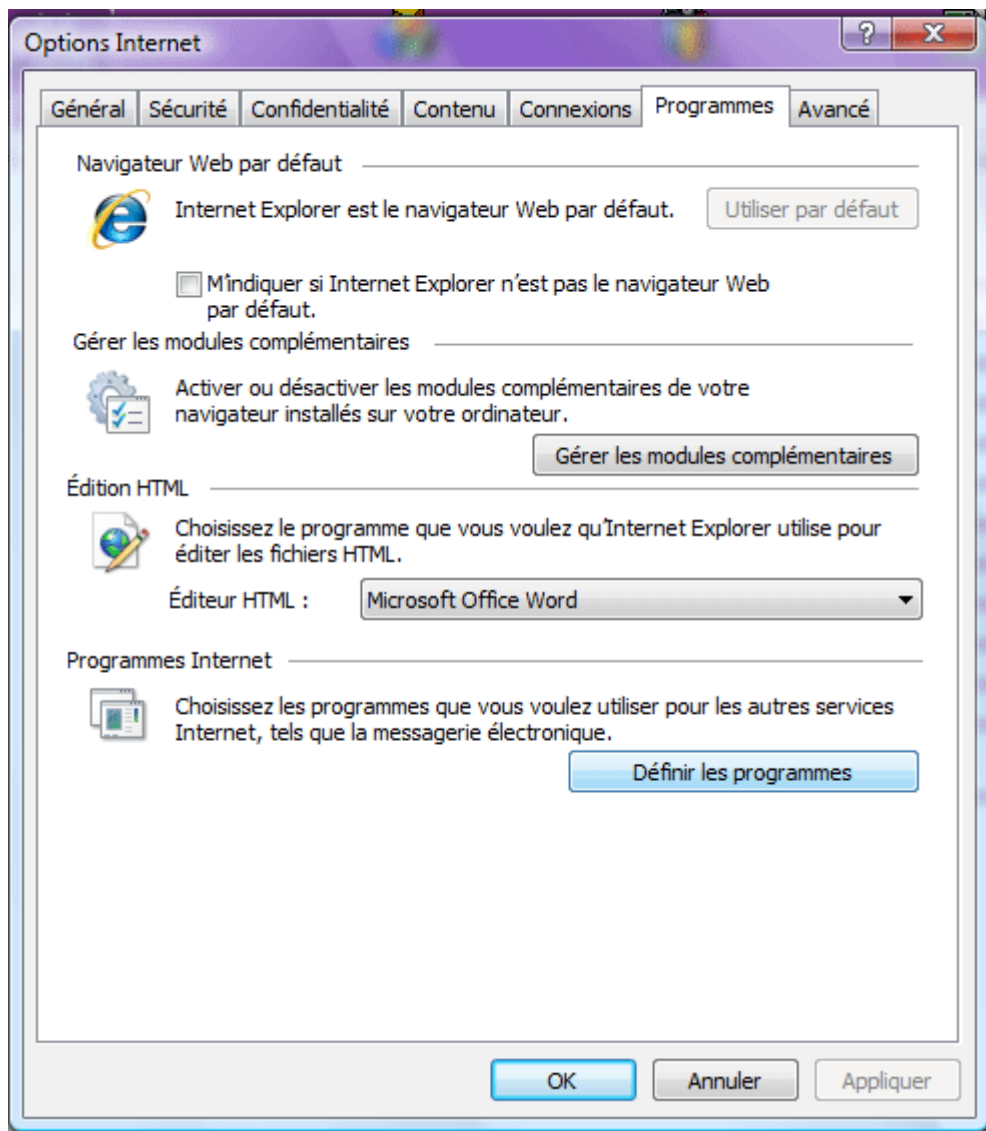 Options Internet
Général Sécurité Confidentialité Contenu Connexions Programmes Avancé
Navigateur Web par défaut
Internet Explorer est le navigateur Web par défaut. Utiliser par défaut
M'indiquer si Internet Explorer n'est pas le navigateur Web
par défaut.
Gérer les modules complémentaires
Activer ou désactiver les modules complémentaires de votre
navigateur installés sur votre ordinateur.
Gérer les modules complémentaires
Édition HTML
Choisissez le programme que vous voulez qu'Internet Explorer utilise pour
éditer les fichiers HTML.
Éditeur HTML : Microsoft Office Word
Programmes Internet
Choisissez les programmes que vous voulez utiliser pour les autres services
Internet, tels que la messagerie électronique.
Définir les programmes
OK Annuler Appliquer